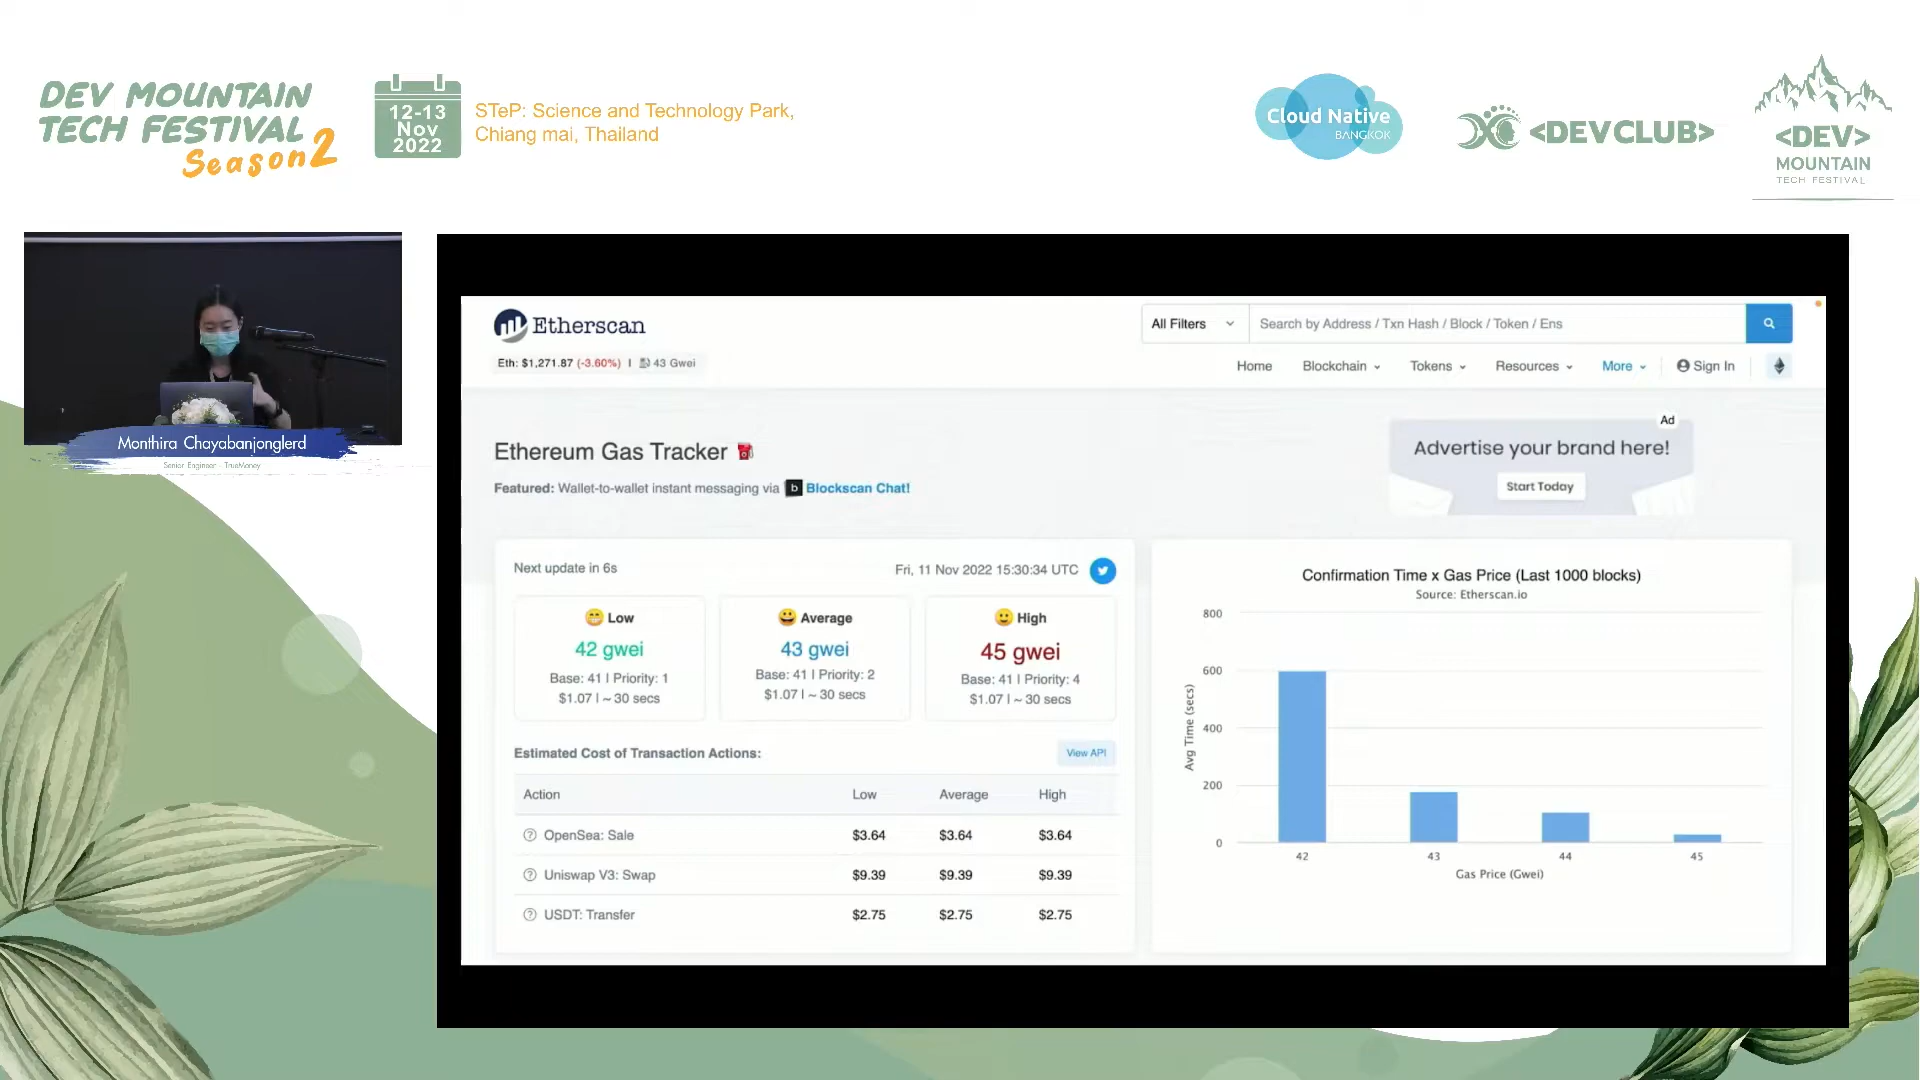 DEV MOUNTAIN
TECH FESTIVAL
Season 2
12-13
Nov
2022
STeP: Science and Technology Park,
Chiang mai, Thailand
Cloud Native
BANGKOK
<DEVCLUB>
<DEV>
MOUNTAIN
TECH FESTIVAL
Monthira Chayabanjonglerd
Senior Engineer - TrueMoney
Etherscan
All Filters
Search by Address / Txn Hash / Block / Token / Ens
Eth: $1,271.87 (-3.60%) | 43 Gwei
Home Blockchain Tokens Resources More Sign In
Ethereum Gas Tracker
Featured: Wallet-to-wallet instant messaging via b Blockscan Chat!
Ad
Advertise your brand here!
Start Today
Next update in 6s
Fri, 11 Nov 2022 15:30:34 UTC
Low
42 gwei
Base: 41 | Priority: 1
$1.07 | ~ 30 secs
Average
43 gwei
Base: 41 | Priority: 2
$1.07 | ~ 30 secs
High
45 gwei
Base: 41 | Priority: 4
$1.07 | ~ 30 secs
Estimated Cost of Transaction Actions:
View API
Action Low Average High
OpenSea: Sale $3.64 $3.64 $3.64
Uniswap V3: Swap $9.39 $9.39 $9.39
USDT: Transfer $2.75 $2.75 $2.75
Confirmation Time x Gas Price (Last 1000 blocks)
Source: Etherscan.io
Avg Time (secs)
800
600
400
200
0
42 43 44 45
Gas Price (Gwei)